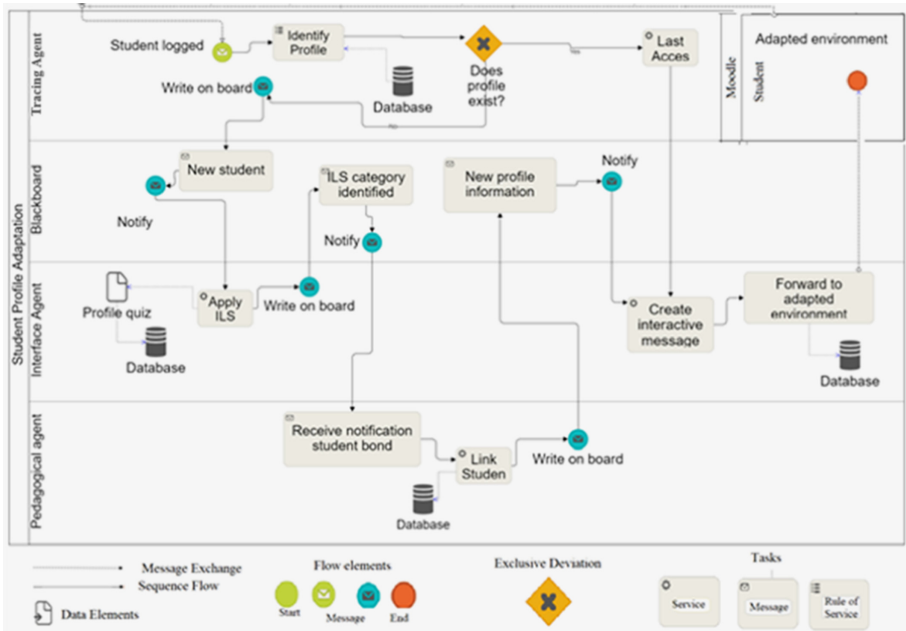 Student Profile Adaptation
Tracing Agent
Student logged
Identify
Profile
Database
Write on board
Does
profile
exist?
No
Yes
Last
Acces
Moodle
Student
Adapted environment
Blackboard
New student
Notify
ILS category
identified
Notify
New profile
information
Notify
Interface Agent
Profile quiz
Database
Apply
ILS
Write on board
Create
interactive
message
Forward to
adapted
environment
Database
Pedagogical agent
Receive notification
student bond
Link
Studen
Database
Write on board
Message Exchange
Sequence Flow
Data Elements
Flow elements
Start
Message
End
Exclusive Deviation
Tasks
Service
Message
Rule of
Service